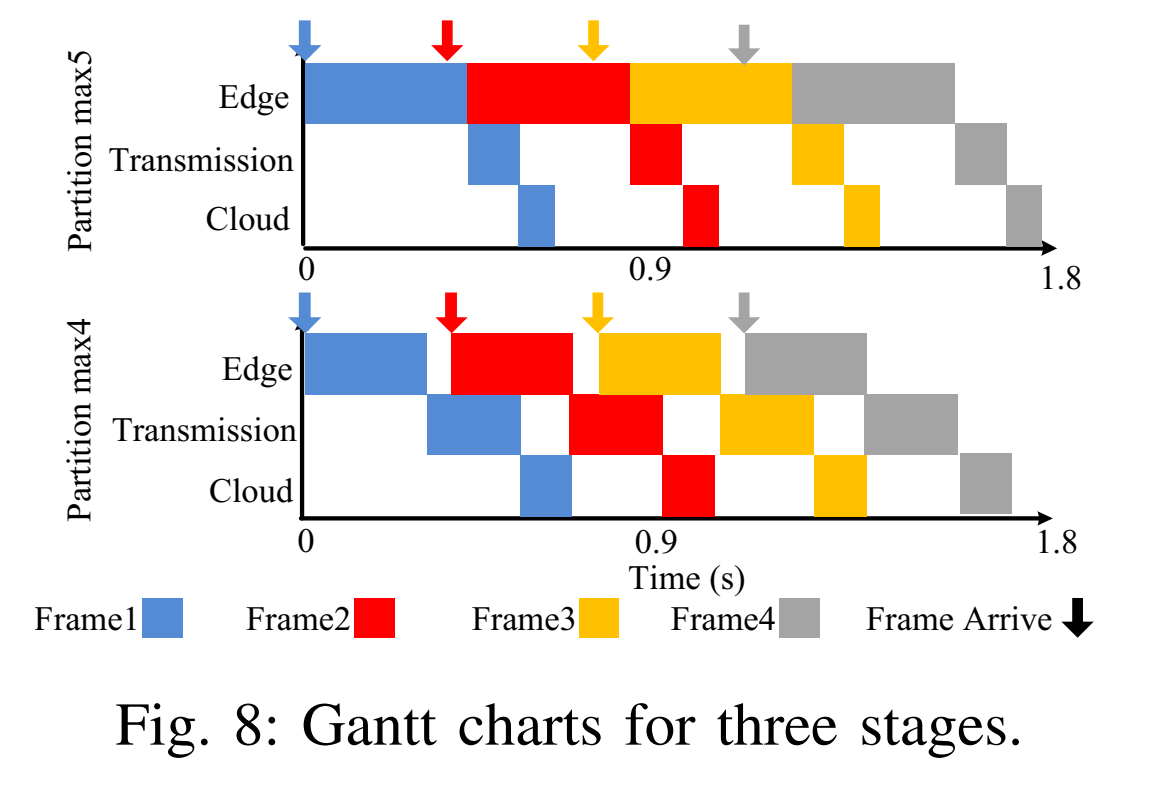 Partition max5
Edge
Transmission
Cloud
0
0.9
1.8
Partition max4
Edge
Transmission
Cloud
0
0.9
1.8
Time (s)
Frame1 Frame2 Frame3 Frame4 Frame Arrive
Fig. 8: Gantt charts for three stages.